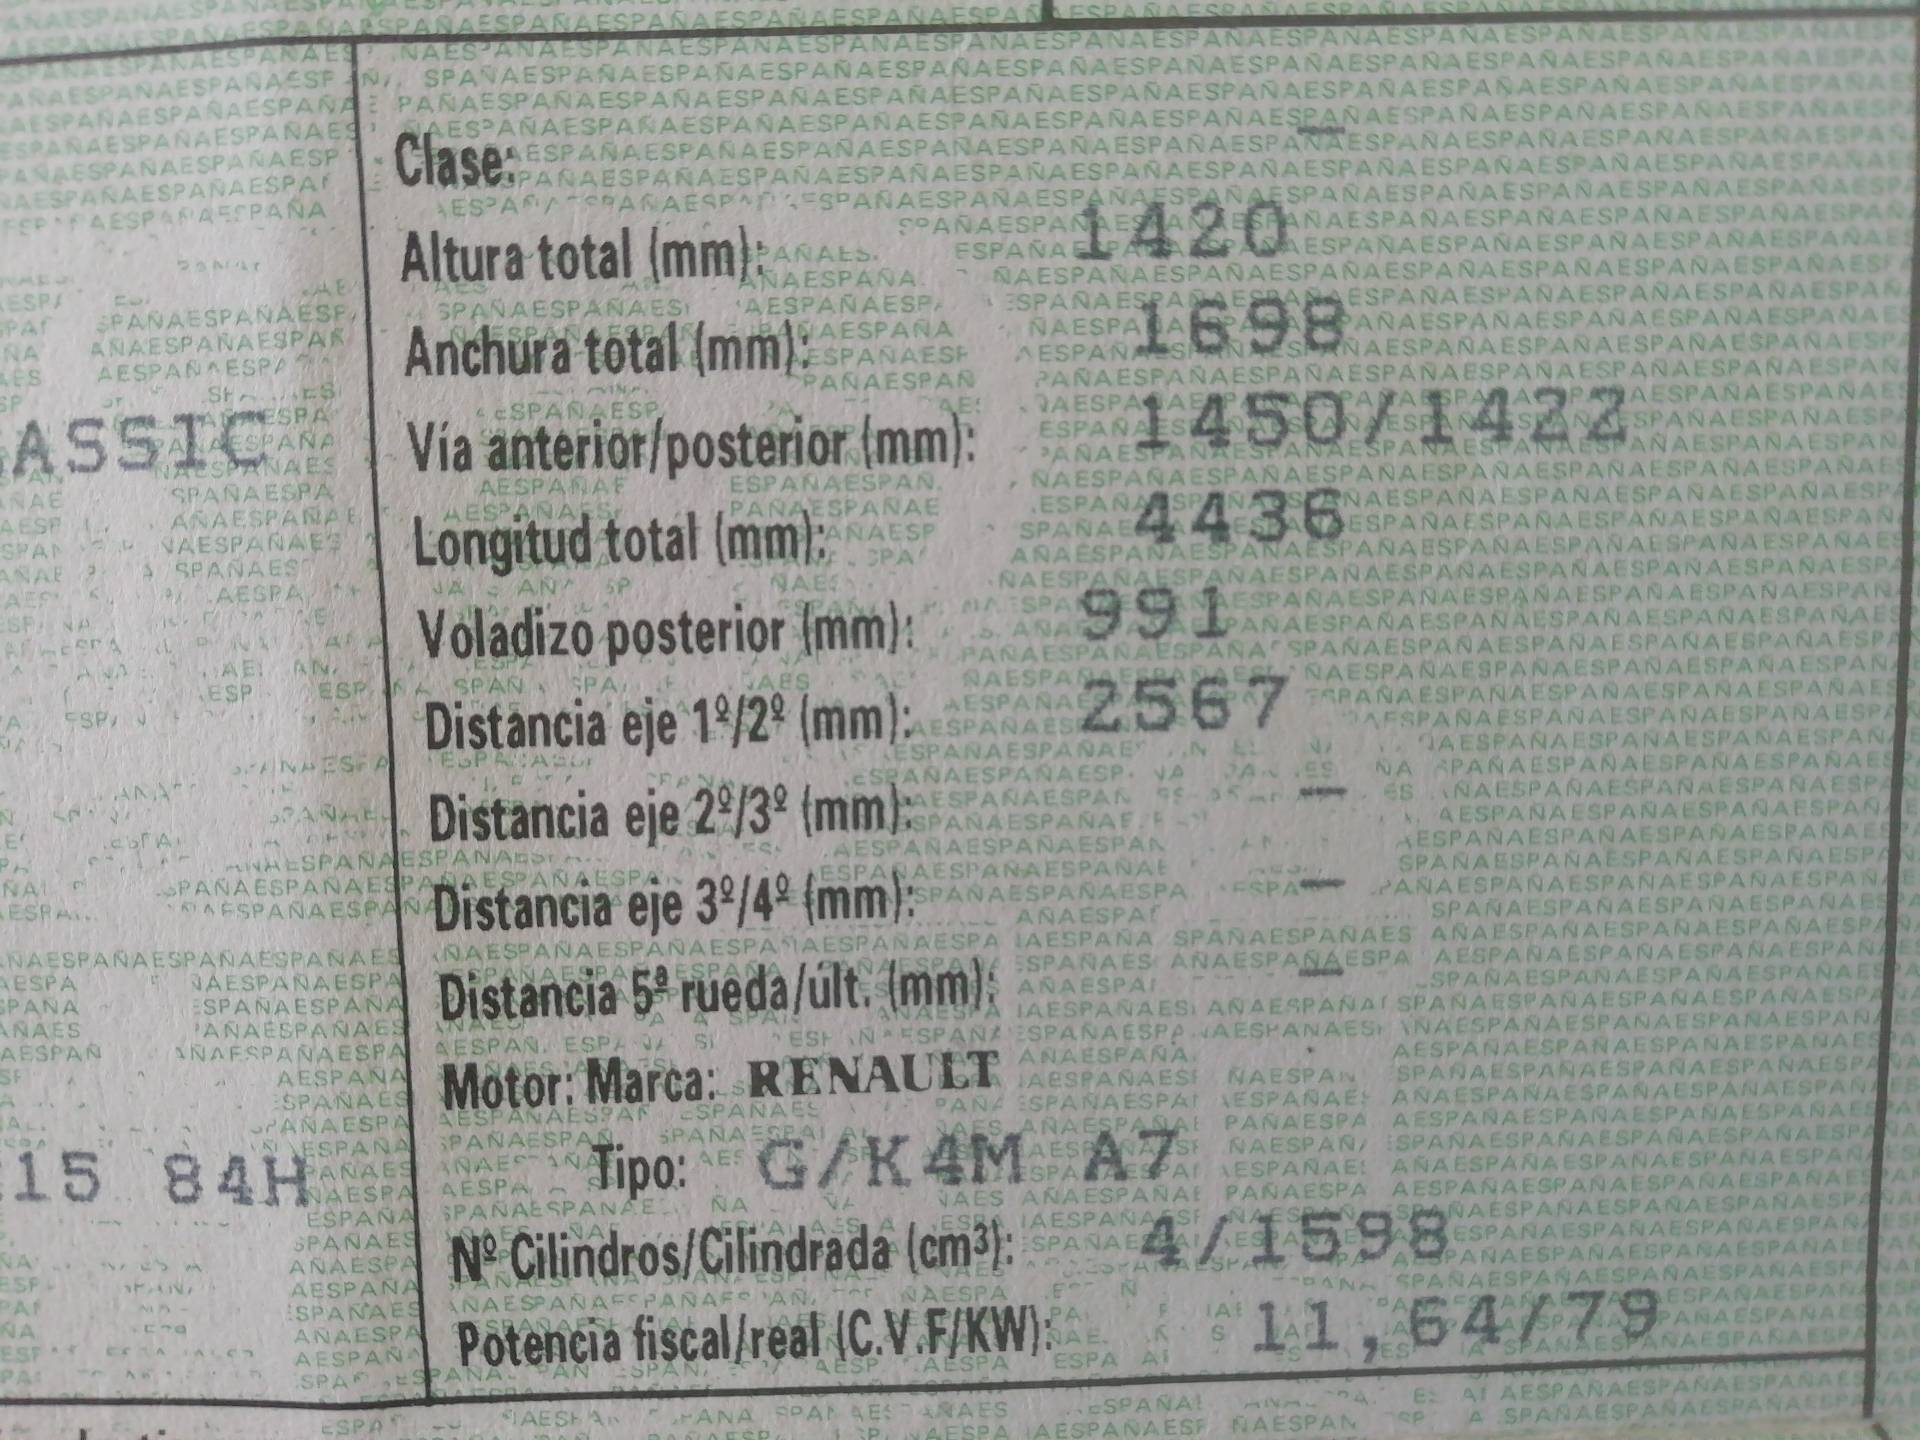 Clase: —
Altura total (mm): 1420
Anchura total (mm): 1698
ASSIC
Vía anterior/posterior (mm): 1450/1422
Longitud total (mm): 4436
Voladizo posterior (mm): 991
Distancia eje 1º/2º (mm): 2567
Distancia eje 2º/3º (mm): —
Distancia eje 3º/4º (mm): —
Distancia 5ª rueda/últ. (mm): —
Motor: Marca: RENAULT
15 84H
Tipo: G/K4M A7
Nº Cilindros/Cilindrada (cm³): 4/1598
Potencia fiscal/real (C.V.F/KW): 11,64/79